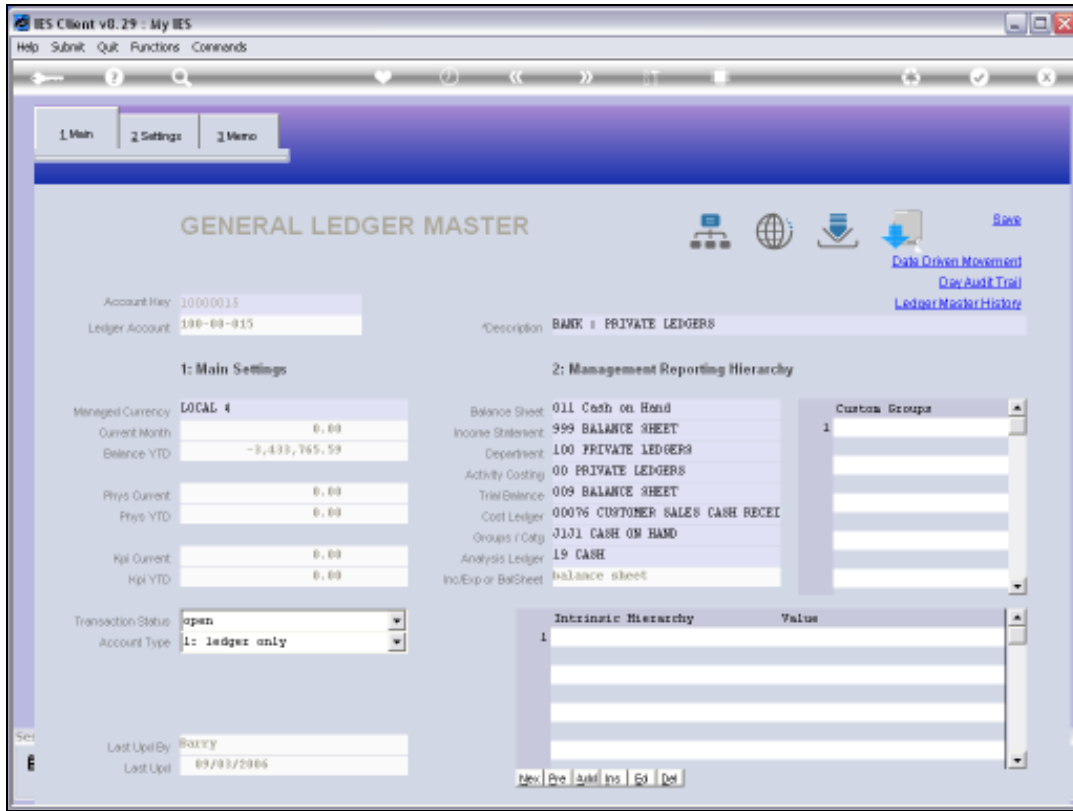 IES Client v8.29 : My IES
Help Submit Quit Functions Commands
1 Main
2 Settings
3 Memo
GENERAL LEDGER MASTER
Save
Date Driven Movement
Day Audit Trail
Ledger Master History
Account Key 10000015
Ledger Account 100-00-015
*Description BANK : PRIVATE LEDGERS
1: Main Settings
2: Management Reporting Hierarchy
Managed Currency LOCAL 4
Current Month 0.00
Balance YTD -3,433,765.59
Phys Current 0.00
Phys YTD 0.00
Kpi Current 0.00
Kpi YTD 0.00
Balance Sheet 011 Cash on Hand
Income Statement 999 BALANCE SHEET
Department 100 PRIVATE LEDGERS
Activity Costing 00 PRIVATE LEDGERS
Trial Balance 009 BALANCE SHEET
Cost Ledger 00076 CUSTOMER SALES CASH RECEI
Groups / Catg J1J1 CASH ON HAND
Analysis Ledger 19 CASH
Inc/Exp or BalSheet balance sheet
Custom Groups
1
Transaction Status open
Account Type 1: ledger only
Intrinsic Hierarchy Value
1
Last Upd By Barry
Last Upd 09/03/2006
Nex Pre Add Ins Ed Del